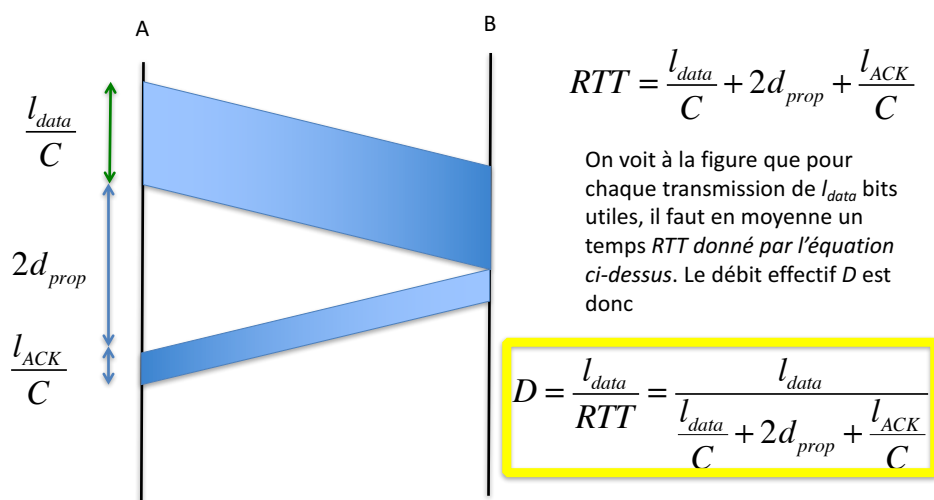 A
B
l_data / C
2d_prop
l_ACK / C
RTT = l_data / C + 2d_prop + l_ACK / C
On voit à la figure que pour
chaque transmission de l_data bits
utiles, il faut en moyenne un
temps RTT donné par l'équation
ci-dessus. Le débit effectif D est
donc
D = l_data / RTT = l_data / (l_data / C + 2d_prop + l_ACK / C)